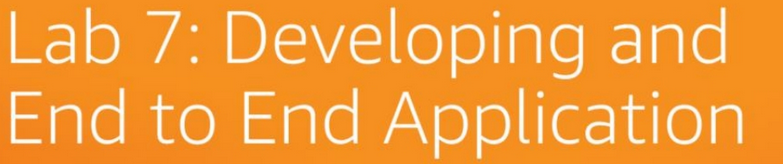 Lab 7: Developing and
End to End Application